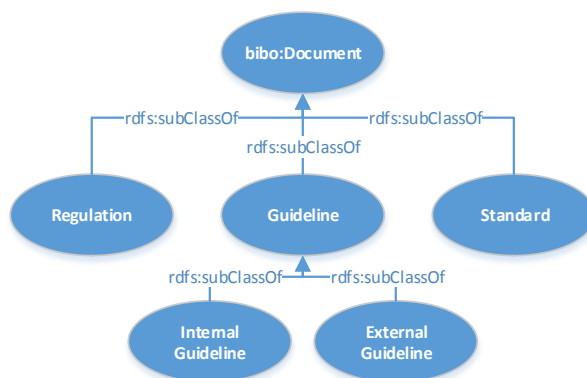 bibo:Document
rdfs:subClassOf
rdfs:subClassOf
rdfs:subClassOf
Regulation
Guideline
Standard
rdfs:subClassOf
rdfs:subClassOf
Internal
Guideline
External
Guideline